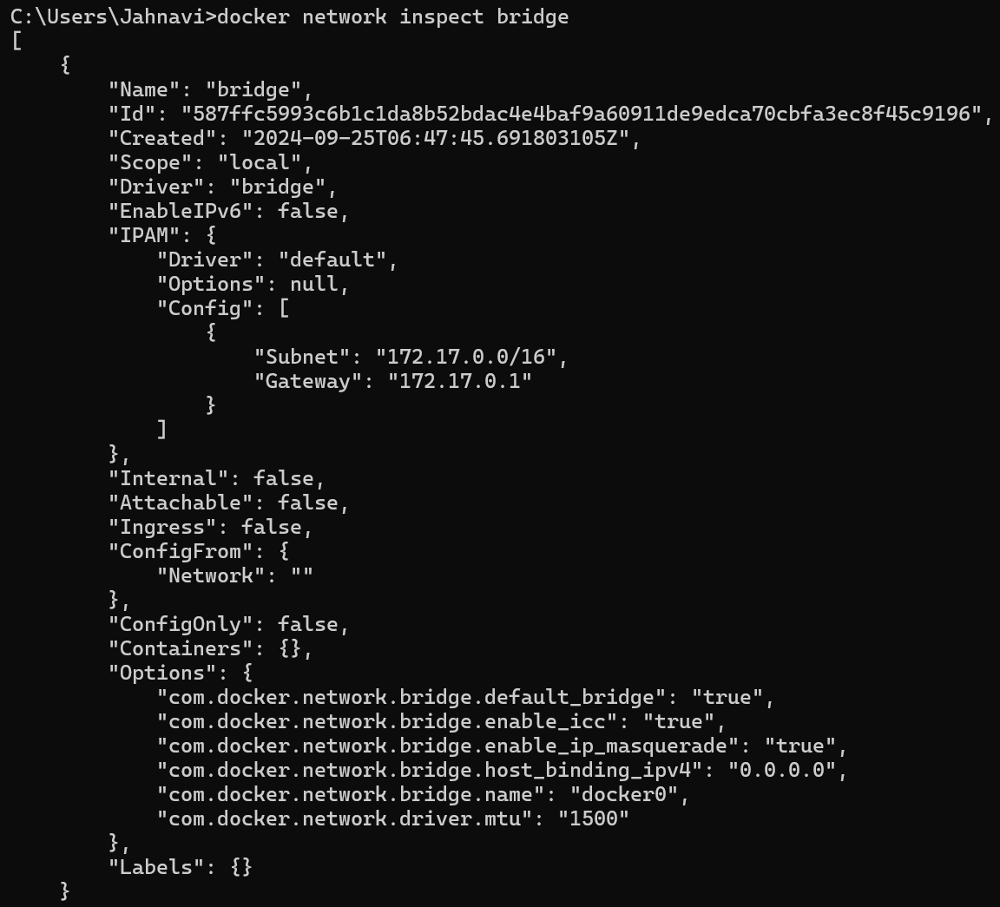 C:\Users\Jahnavi>docker network inspect bridge
[
    {
        "Name": "bridge",
        "Id": "587ffc5993c6b1c1da8b52bdac4e4baf9a60911de9edca70cbfa3ec8f45c9196",
        "Created": "2024-09-25T06:47:45.691803105Z",
        "Scope": "local",
        "Driver": "bridge",
        "EnableIPv6": false,
        "IPAM": {
            "Driver": "default",
            "Options": null,
            "Config": [
                {
                    "Subnet": "172.17.0.0/16",
                    "Gateway": "172.17.0.1"
                }
            ]
        },
        "Internal": false,
        "Attachable": false,
        "Ingress": false,
        "ConfigFrom": {
            "Network": ""
        },
        "ConfigOnly": false,
        "Containers": {},
        "Options": {
            "com.docker.network.bridge.default_bridge": "true",
            "com.docker.network.bridge.enable_icc": "true",
            "com.docker.network.bridge.enable_ip_masquerade": "true",
            "com.docker.network.bridge.host_binding_ipv4": "0.0.0.0",
            "com.docker.network.bridge.name": "docker0",
            "com.docker.network.driver.mtu": "1500"
        },
        "Labels": {}
    }